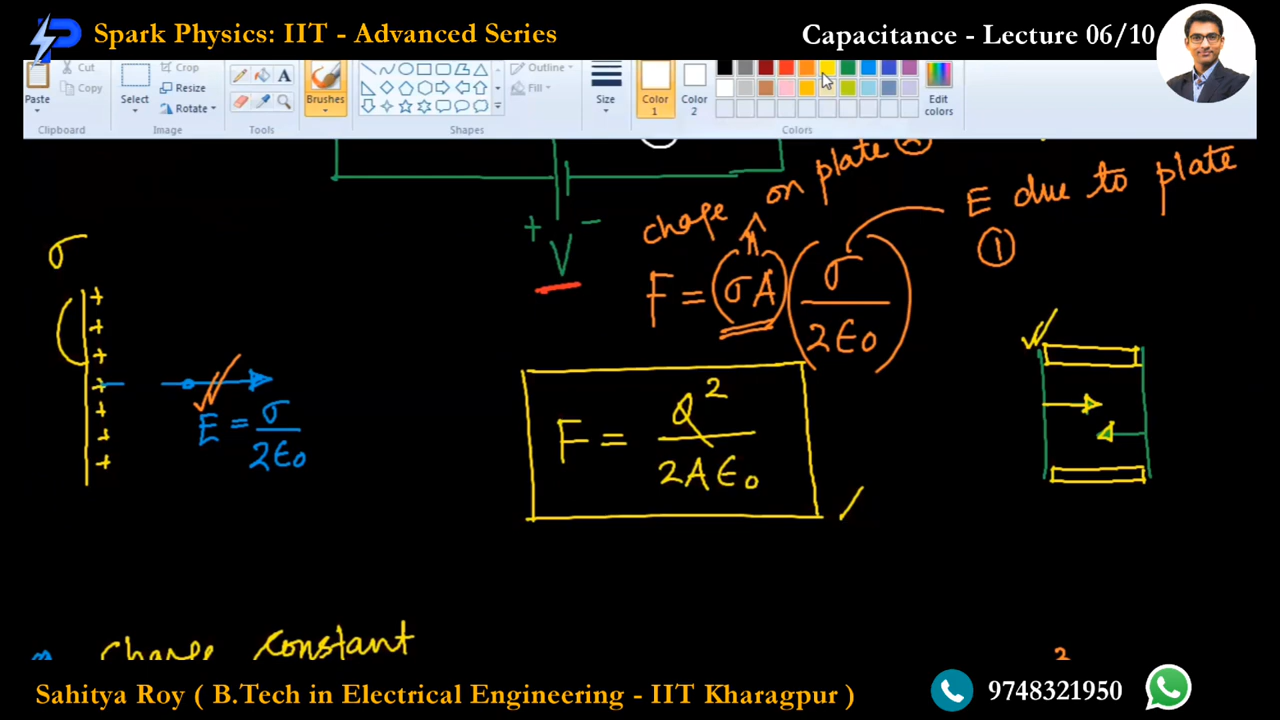 Spark Physics: IIT - Advanced Series
Capacitance - Lecture 06/10
Cut
Copy
Paste
Clipboard
Select
Crop
Resize
Rotate
Image
A
Tools
Brushes
Shapes
Outline
Fill
Size
Color 1
Color 2
Edit colors
Colors
on plate 2
charge
E due to plate
1
σ
+ V −
F = (σA) (σ / 2ϵ0)
+
+
+
+
+
+
+
E = σ / 2ϵ0
F = Q² / 2Aϵ0
charge constant
Sahitya Roy ( B.Tech in Electrical Engineering - IIT Kharagpur )
9748321950